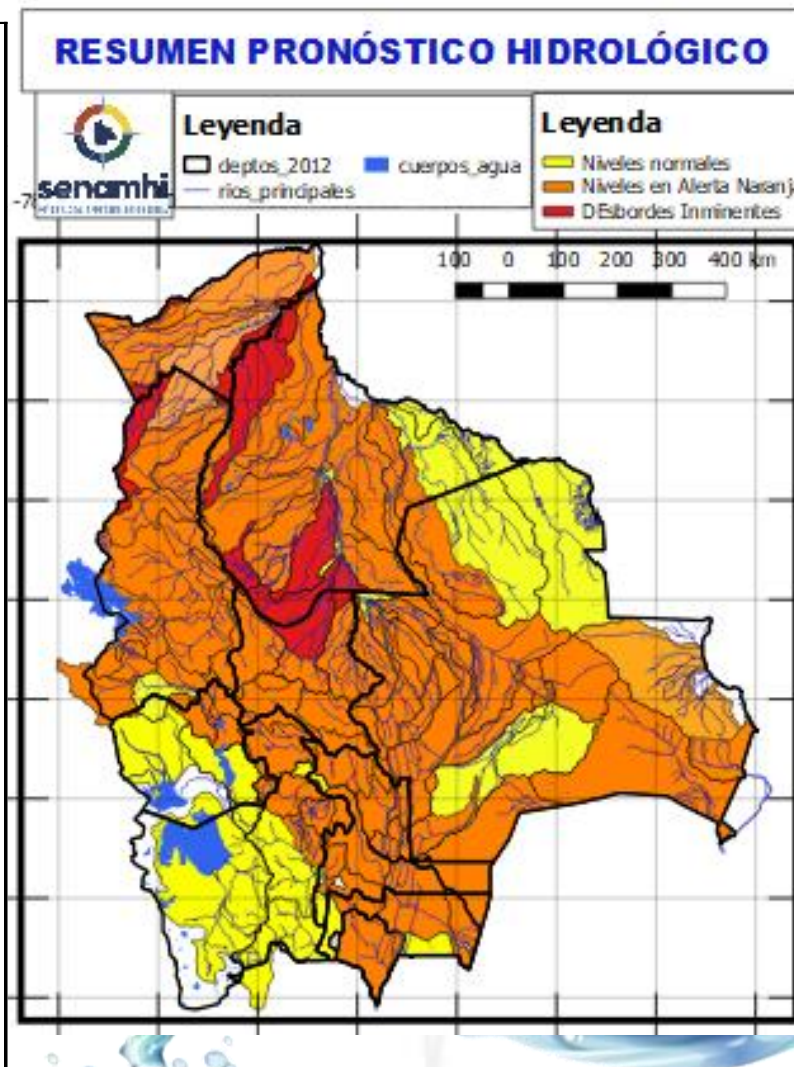 RESUMEN PRONÓSTICO HIDROLÓGICO
senamhi
Leyenda
deptos_2012
cuerpos_agua
rios_principales
Leyenda
Niveles normales
Niveles en Alerta Naranj
DEsbordes Inminentes
100 0 100 200 300 400 km